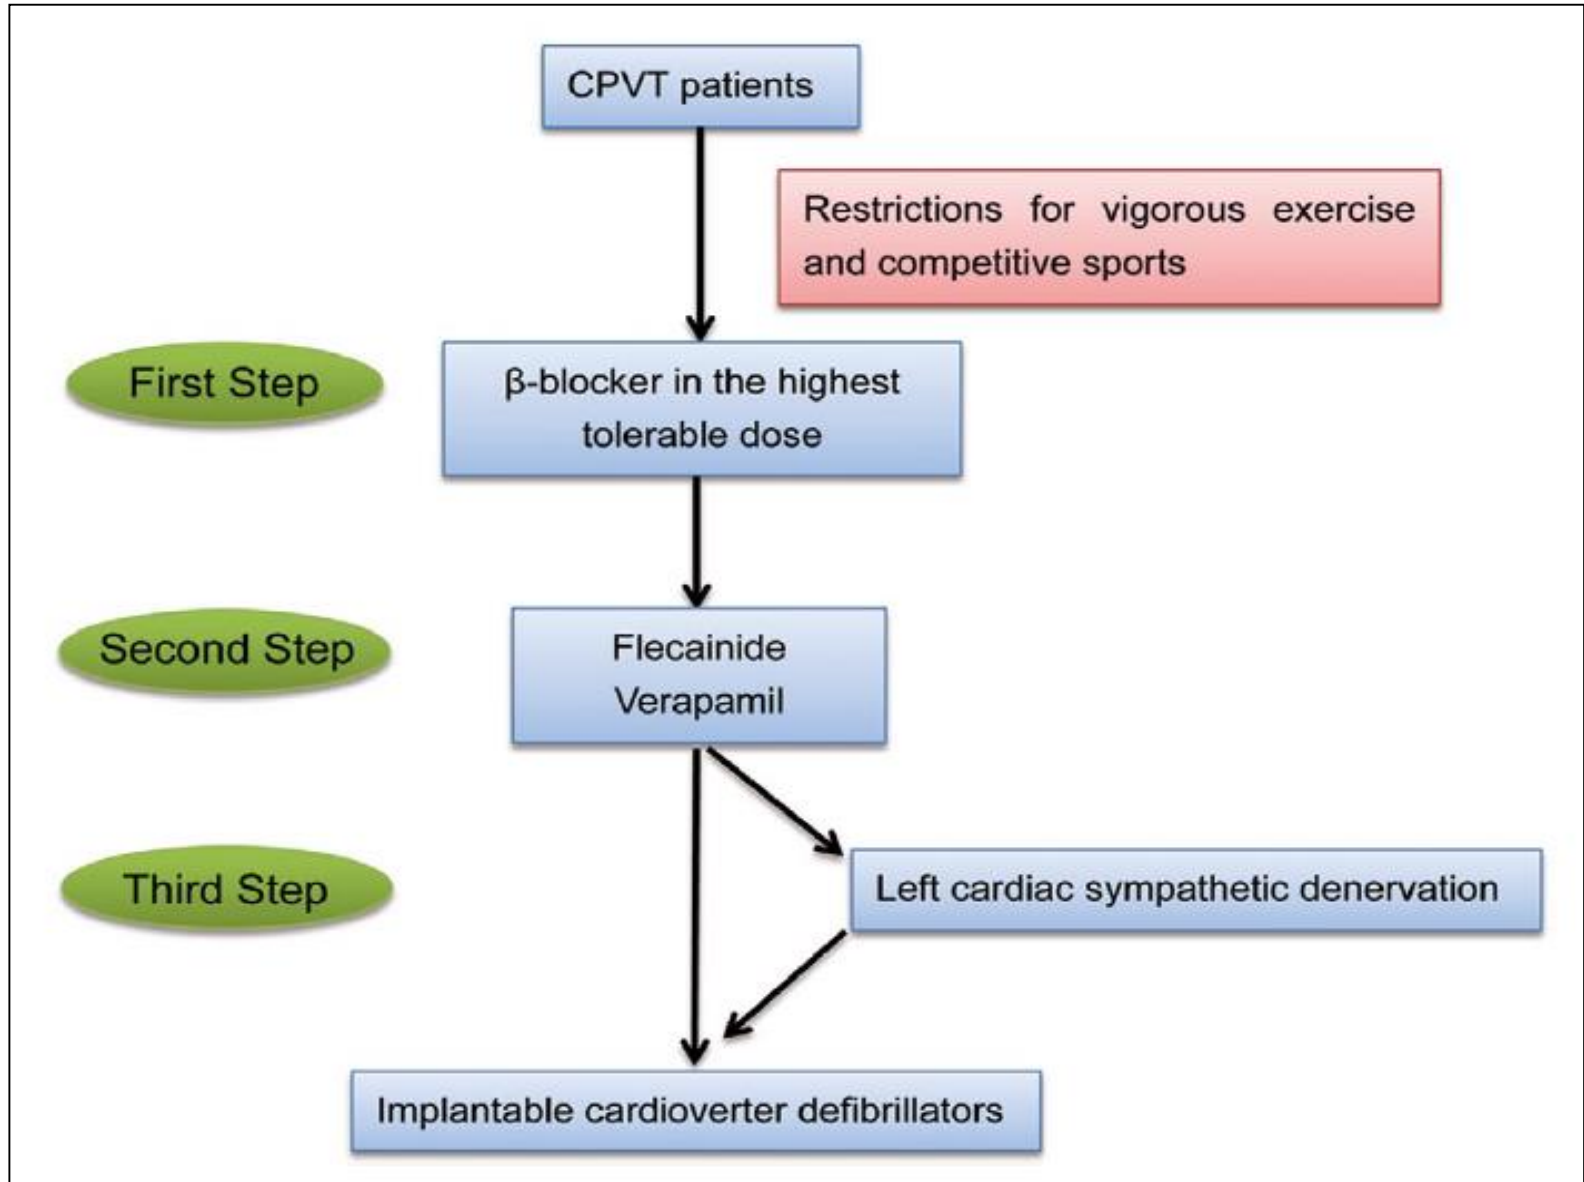 CPVT patients
Restrictions for vigorous exercise
and competitive sports
First Step
β-blocker in the highest
tolerable dose
Second Step
Flecainide
Verapamil
Third Step
Left cardiac sympathetic denervation
Implantable cardioverter defibrillators